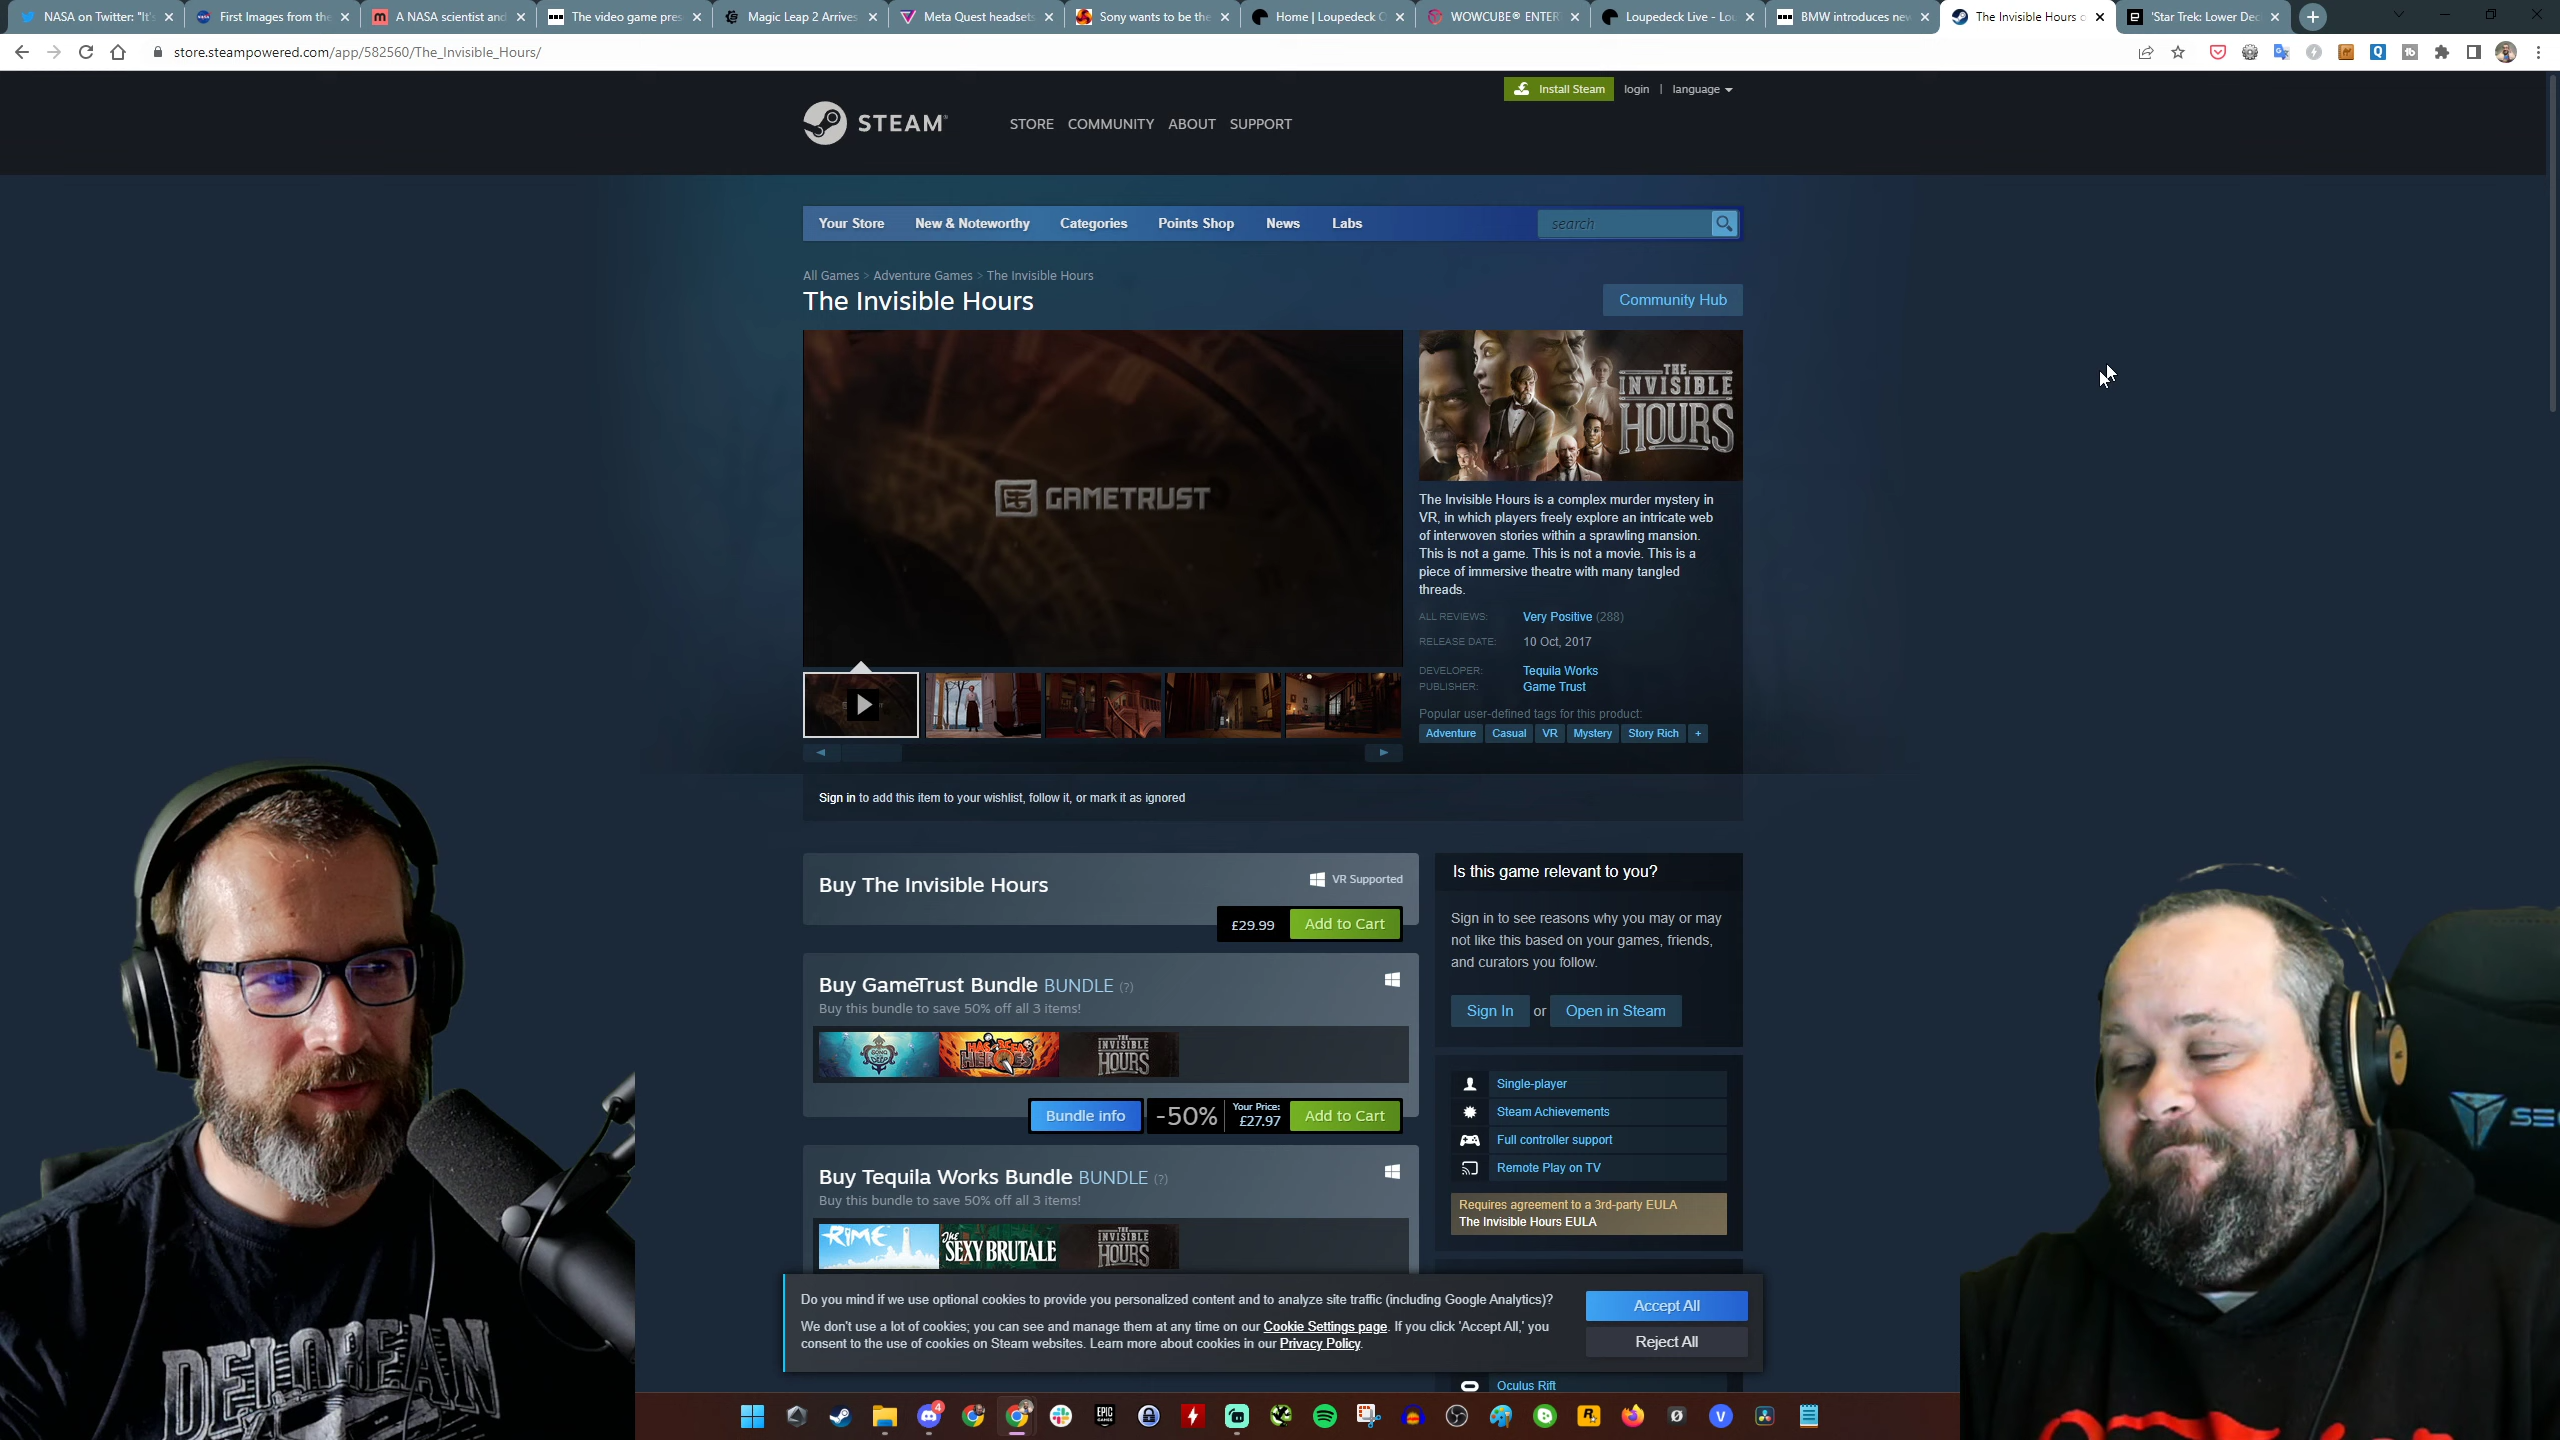 NASA on Twitter: "It's
First Images from the
A NASA scientist and
The video game pres
Magic Leap 2 Arrives
Meta Quest headsets
Sony wants to be the
Home | Loupedeck C
WOWCUBE® ENTER
Loupedeck Live - Lou
BMW introduces new
The Invisible Hours o
'Star Trek: Lower Dec
store.steampowered.com/app/582560/The_Invisible_Hours/
Install Steam
login | language
STEAM
STORE COMMUNITY ABOUT SUPPORT
Your Store New & Noteworthy Categories Points Shop News Labs
search
All Games > Adventure Games > The Invisible Hours
The Invisible Hours
Community Hub
GAMETRUST
THE
INVISIBLE
HOURS
The Invisible Hours is a complex murder mystery in
VR, in which players freely explore an intricate web
of interwoven stories within a sprawling mansion.
This is not a game. This is not a movie. This is a
piece of immersive theatre with many tangled
threads.
ALL REVIEWS: Very Positive (288)
RELEASE DATE: 10 Oct, 2017
DEVELOPER: Tequila Works
PUBLISHER: Game Trust
Popular user-defined tags for this product:
Adventure Casual VR Mystery Story Rich +
Sign in to add this item to your wishlist, follow it, or mark it as ignored
Buy The Invisible Hours
VR Supported
£29.99 Add to Cart
Buy GameTrust Bundle BUNDLE (?)
Buy this bundle to save 50% off all 3 items!
SONG
DEEP
HAS-BEEN
HEROES
THE
INVISIBLE
HOURS
Bundle info -50% Your Price: £27.97 Add to Cart
Buy Tequila Works Bundle BUNDLE (?)
Buy this bundle to save 50% off all 3 items!
RiME
The
SEXY BRUTALE
THE
INVISIBLE
HOURS
Is this game relevant to you?
Sign in to see reasons why you may or may
not like this based on your games, friends,
and curators you follow.
Sign In or Open in Steam
Single-player
Steam Achievements
Full controller support
Remote Play on TV
Requires agreement to a 3rd-party EULA
The Invisible Hours EULA
Do you mind if we use optional cookies to provide you personalized content and to analyze site traffic (including Google Analytics)?
We don't use a lot of cookies; you can see and manage them at any time on our Cookie Settings page. If you click 'Accept All,' you
consent to the use of cookies on Steam websites. Learn more about cookies in our Privacy Policy.
Accept All
Reject All
Oculus Rift
DELOREAN
SE
4
EPIC
GAMES